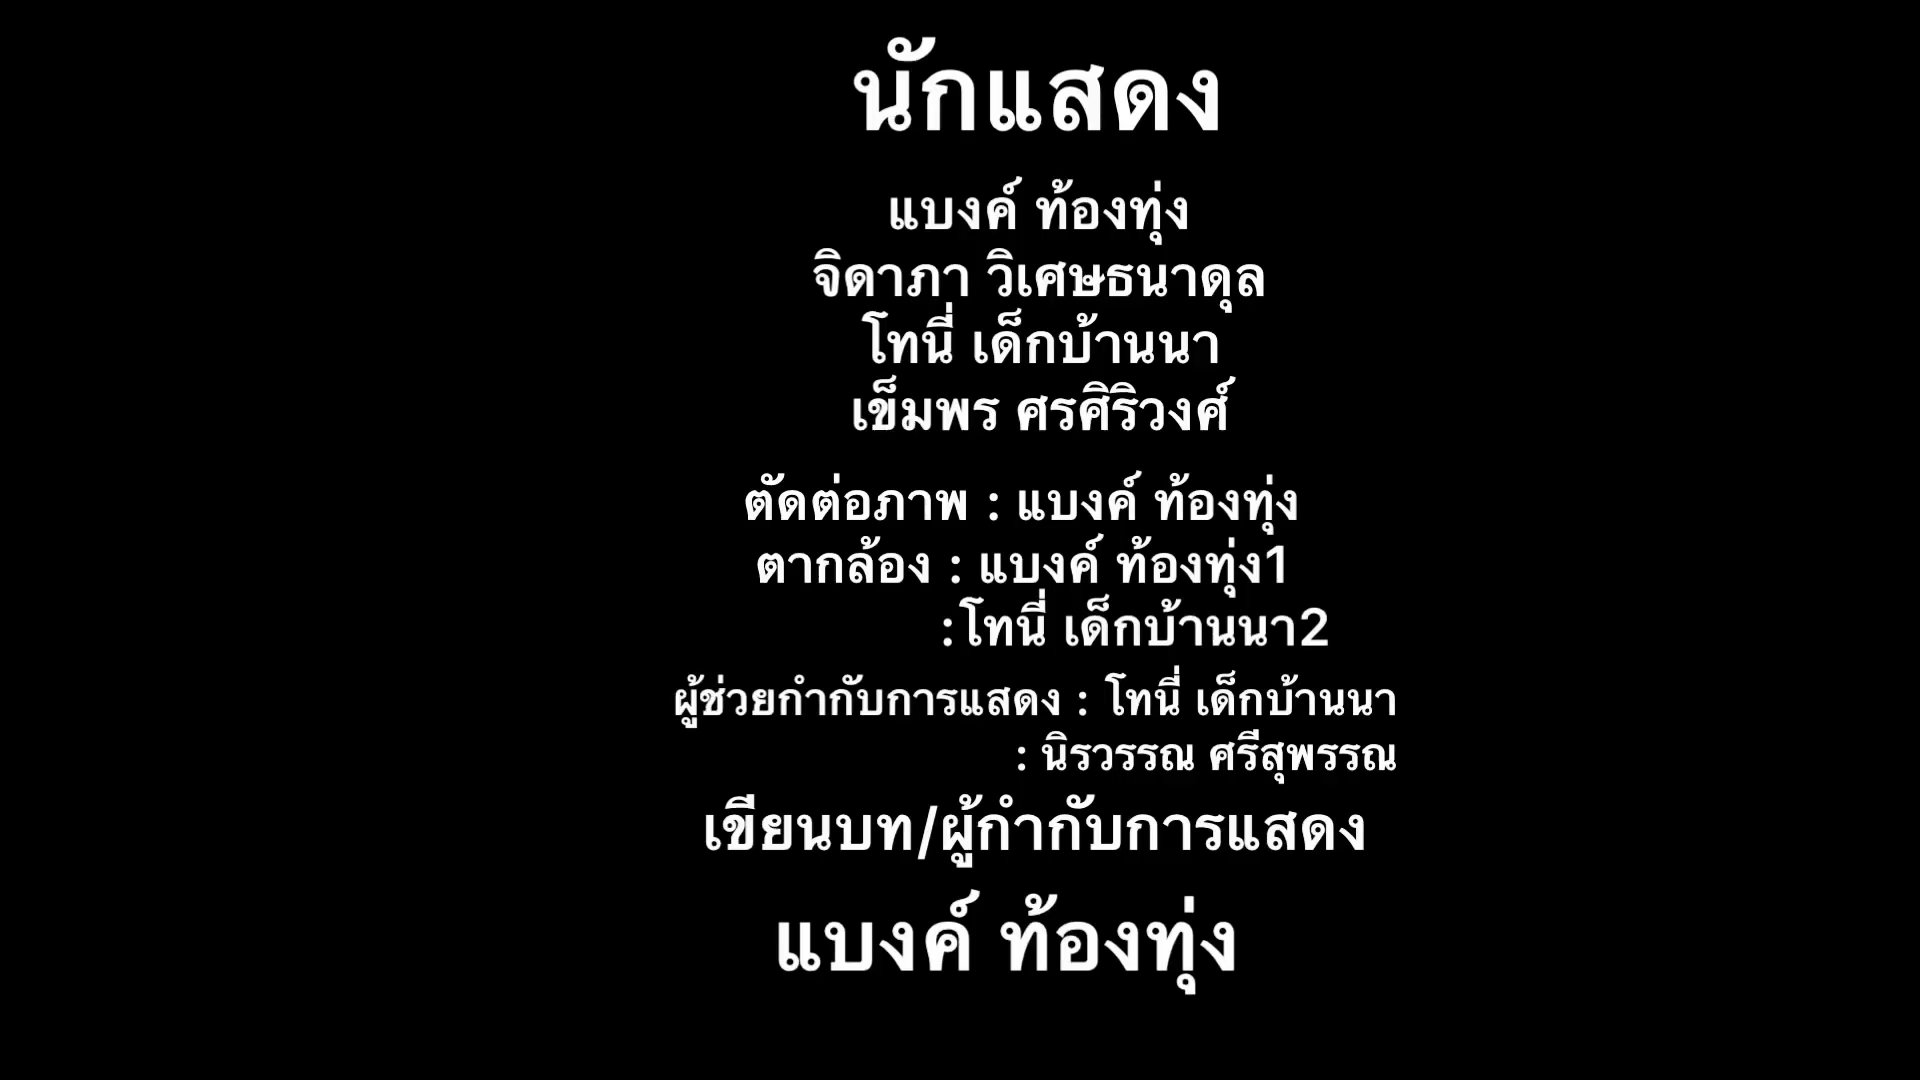 นักแสดง
แบงค์ ท้องทุ่ง
จิดาภา วิเศษธนาดุล
โทนี่ เด็กบ้านนา
เข็มพร ศรศิริวงศ์
ตัดต่อภาพ : แบงค์ ท้องทุ่ง
ตากล้อง : แบงค์ ท้องทุ่ง1
:โทนี่ เด็กบ้านนา2
ผู้ช่วยกำกับการแสดง : โทนี่ เด็กบ้านนา
: นิรวรรณ ศรีสุพรรณ
เขียนบท/ผู้กำกับการแสดง
แบงค์ ท้องทุ่ง